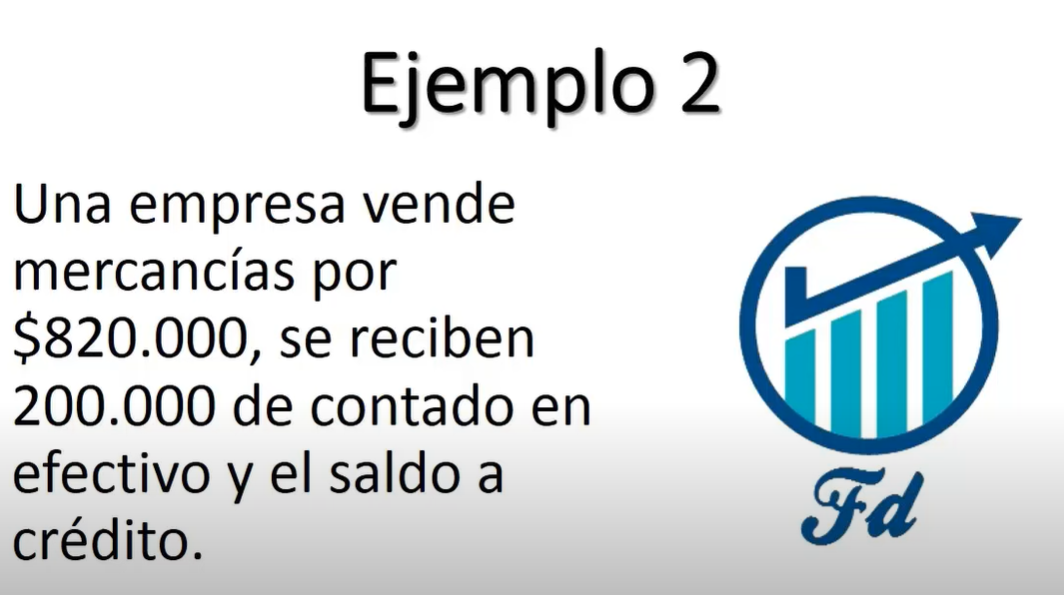 Ejemplo 2
Una empresa vende
mercancías por
$820.000, se reciben
200.000 de contado en
efectivo y el saldo a
crédito.
Fd